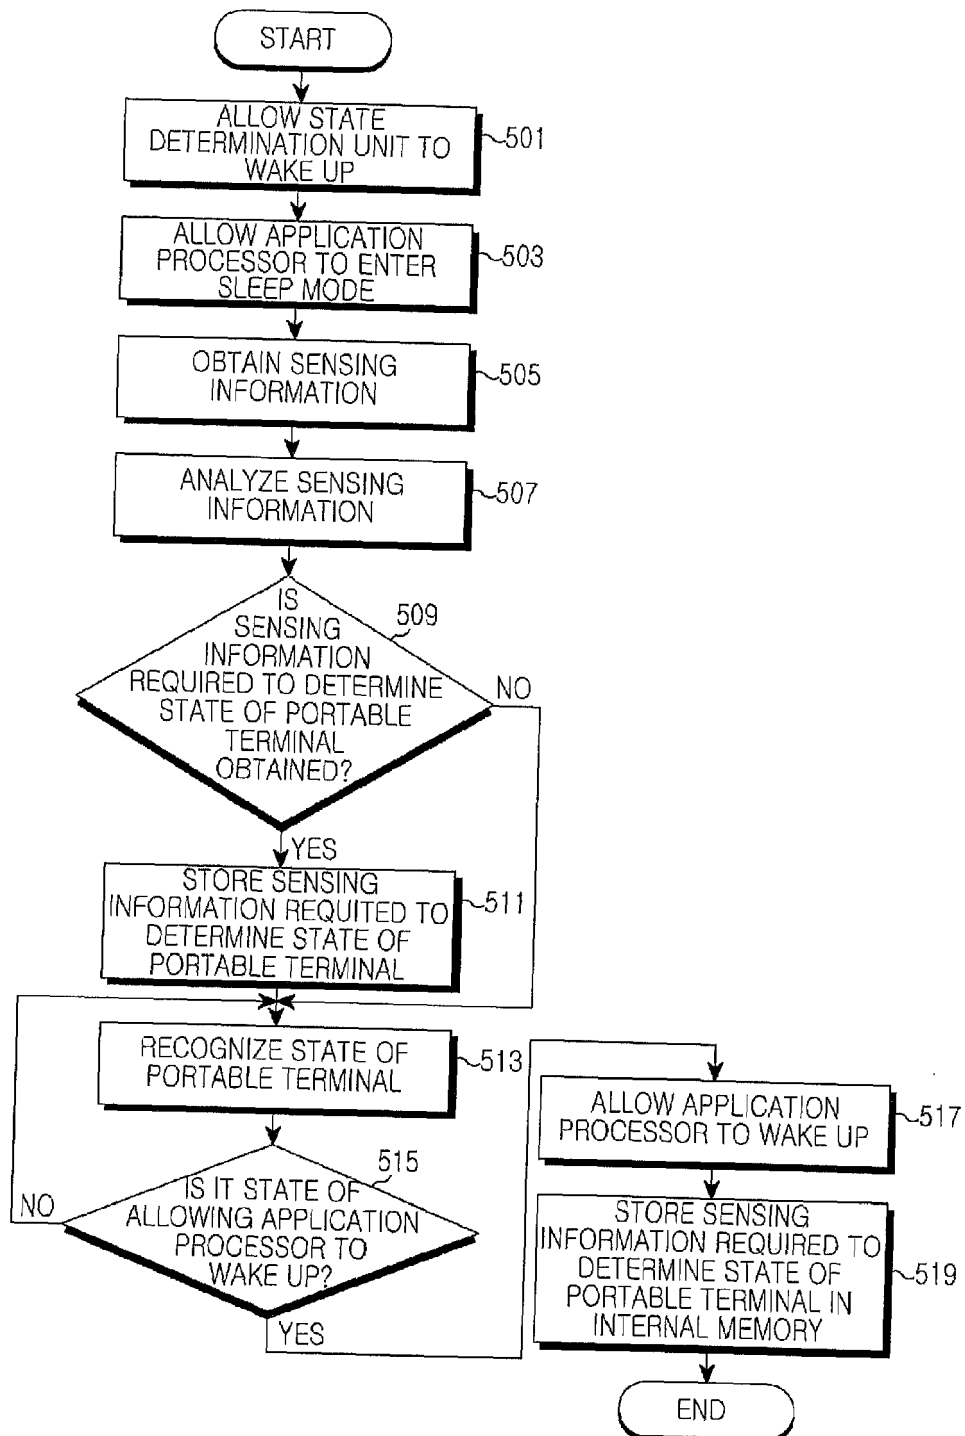 START
ALLOW STATE
DETERMINATION UNIT TO
WAKE UP
501
ALLOW APPLICATION
PROCESSOR TO ENTER
SLEEP MODE
503
OBTAIN SENSING
INFORMATION
505
ANALYZE SENSING
INFORMATION
507
IS
SENSING
INFORMATION
REQUIRED TO DETERMINE
STATE OF PORTABLE
TERMINAL
OBTAINED?
509
NO
YES
STORE SENSING
INFORMATION REQUITED TO
DETERMINE STATE OF
PORTABLE TERMINAL
511
RECOGNIZE STATE OF
PORTABLE TERMINAL
513
IS IT STATE OF
ALLOWING APPLICATION
PROCESSOR TO
WAKE UP?
515
NO
YES
ALLOW APPLICATION
PROCESSOR TO WAKE UP
517
STORE SENSING
INFORMATION REQUIRED TO
DETERMINE STATE OF
PORTABLE TERMINAL IN
INTERNAL MEMORY
519
END